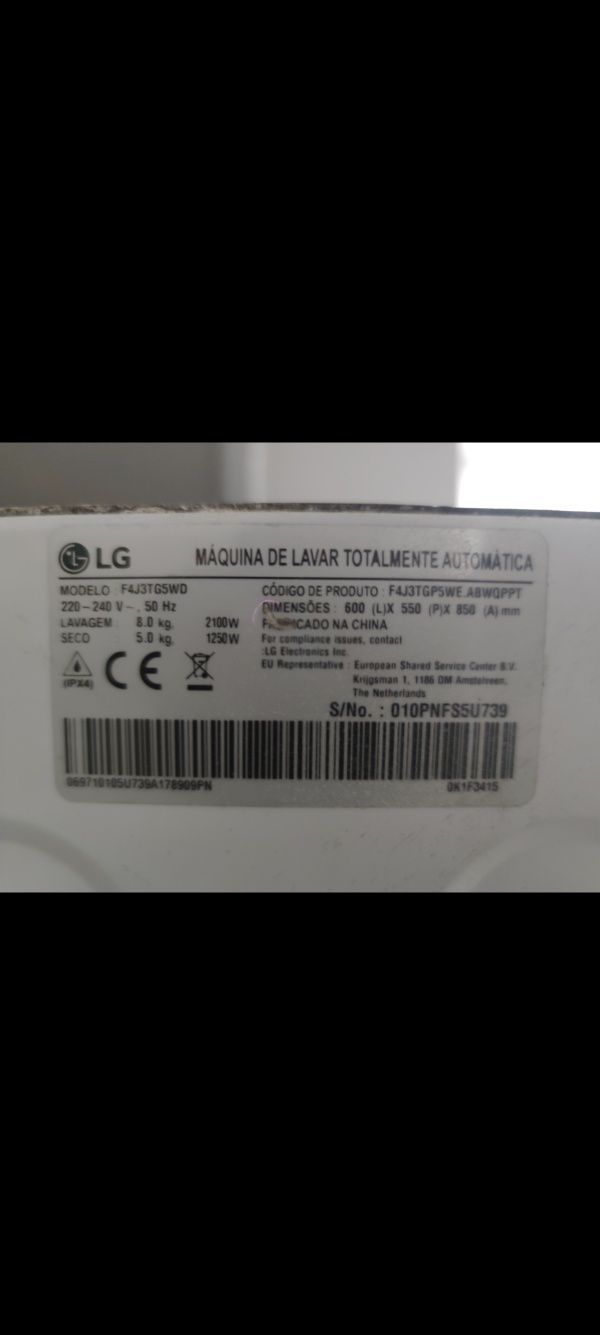 LG MÁQUINA DE LAVAR TOTALMENTE AUTOMÁTICA
MODELO : F4J3TG5WD
220-240 V~, 50 Hz
LAVAGEM : 8.0 kg, 2100W
SECO : 5.0 kg, 1250W
(IPX4) CE
CÓDIGO DE PRODUTO : F4J3TGP5WE.ABWQPPT
DIMENSÕES : 600 (L)X 550 (P)X 850 (A) mm
NA CHINA
For compliance issues, contact
:LG Electronics Inc.
EU Representative : European Shared Service Center B.V.
Krijgsman 1, 1186 DM Amstelveen,
The Netherlands
S/No. : 010PNFS5U739
069710105U739A178909PN 0K1F3415